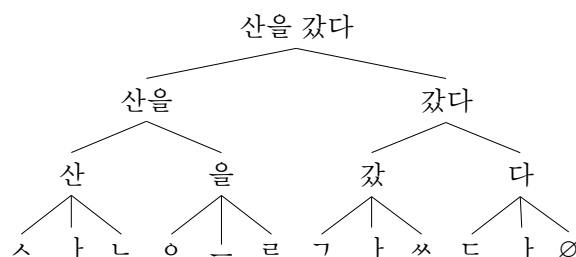 산을 갔다
산을 갔다
산 을 갔 다
ㅅ ㅏ ㄴ ㅇ ㅡ ㄹ ㄱ ㅏ ㅆ ㄷ ㅏ ∅